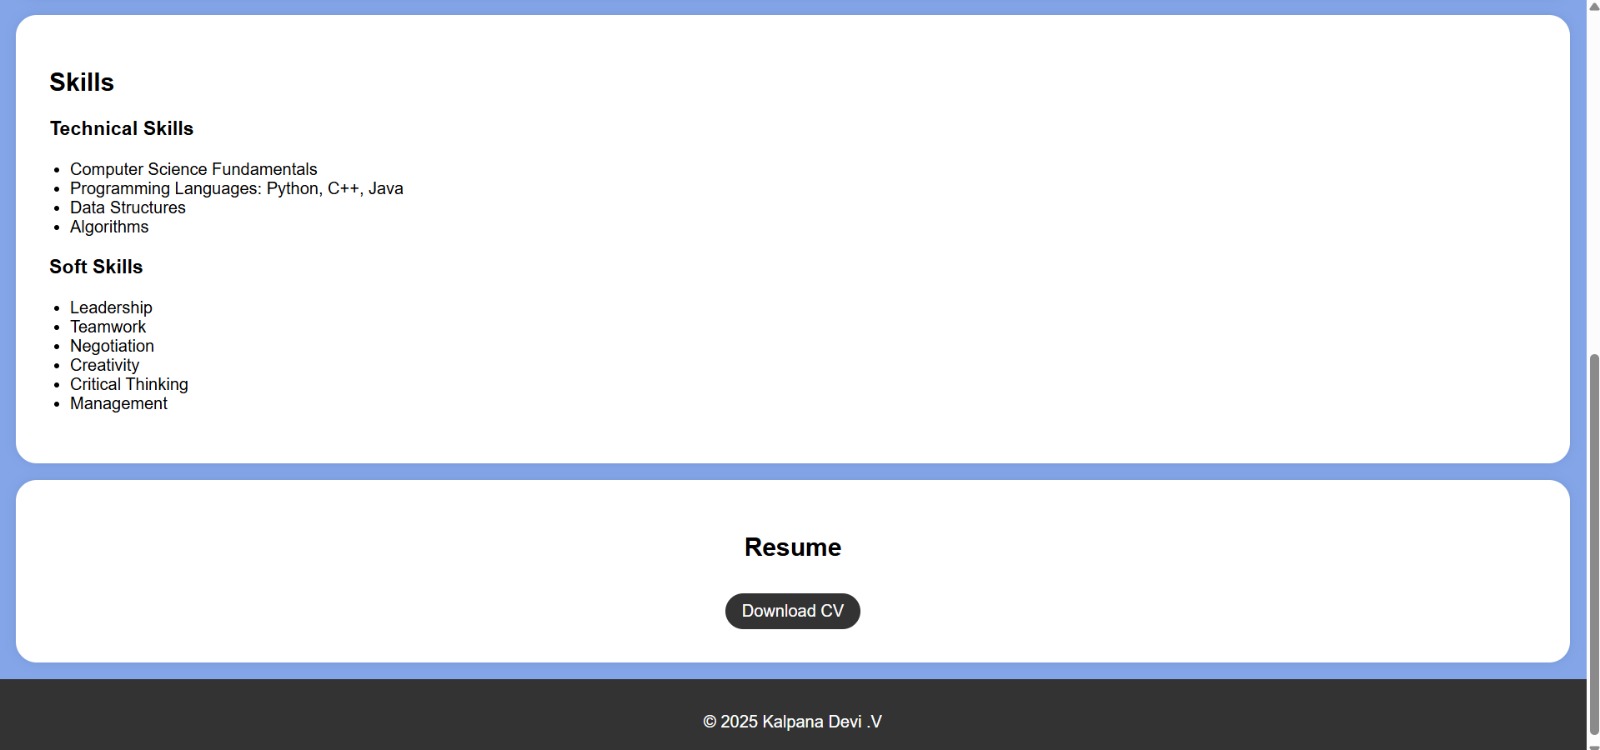 Skills
Technical Skills
Computer Science Fundamentals
Programming Languages: Python, C++, Java
Data Structures
Algorithms
Soft Skills
Leadership
Teamwork
Negotiation
Creativity
Critical Thinking
Management
Resume
Download CV
© 2025 Kalpana Devi .V